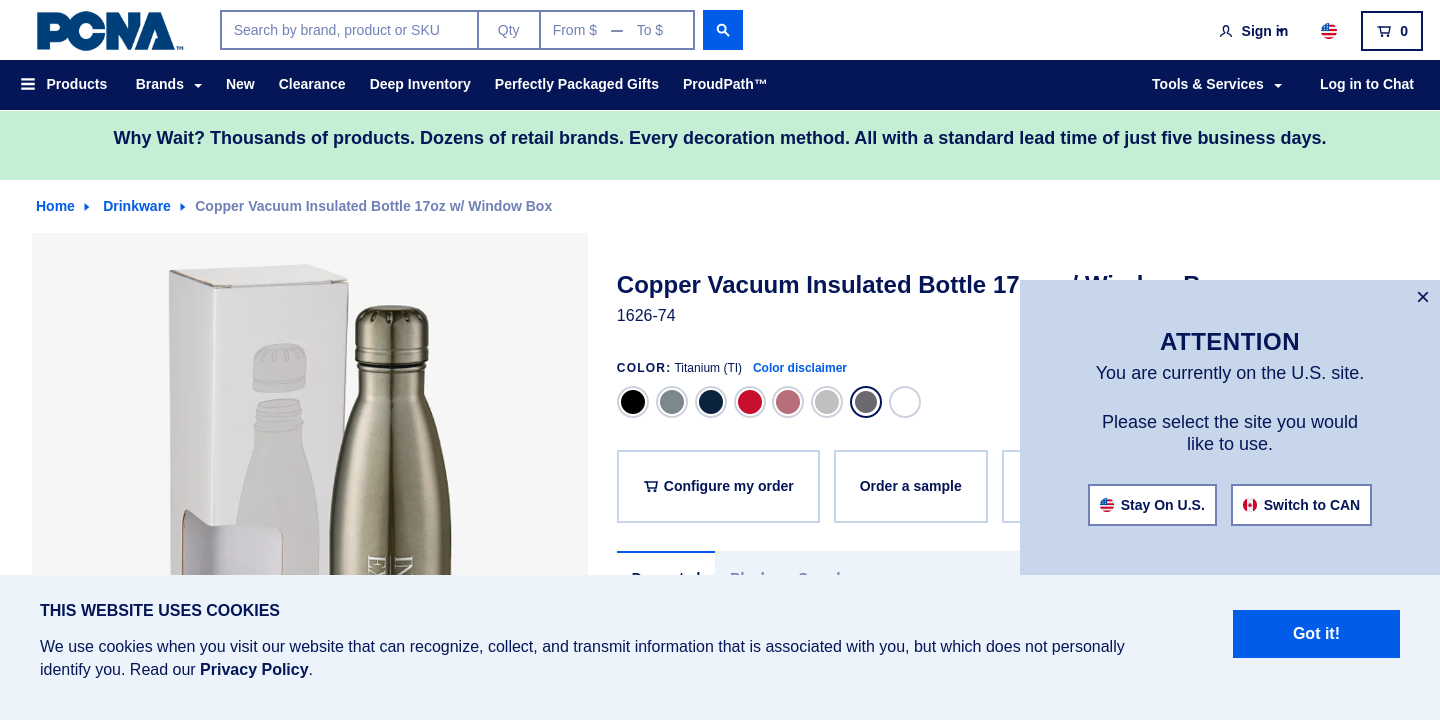 PCNA™
Search by brand, product or SKU
Qty
From $ — To $
Sign in
0
Products
Brands
New
Clearance
Deep Inventory
Perfectly Packaged Gifts
ProudPath™
Tools & Services
Log in to Chat
Why Wait? Thousands of products. Dozens of retail brands. Every decoration method. All with a standard lead time of just five business days.
Home
Drinkware
Copper Vacuum Insulated Bottle 17oz w/ Window Box
Copper Vacuum Insulated Bottle 17
1626-74
COLOR: Titanium (TI) Color disclaimer
Configure my order
Order a sample
×
ATTENTION
You are currently on the U.S. site.
Please select the site you would
like to use.
Stay On U.S.
Switch to CAN
THIS WEBSITE USES COOKIES
We use cookies when you visit our website that can recognize, collect, and transmit information that is associated with you, but which does not personally
identify you. Read our Privacy Policy.
Got it!